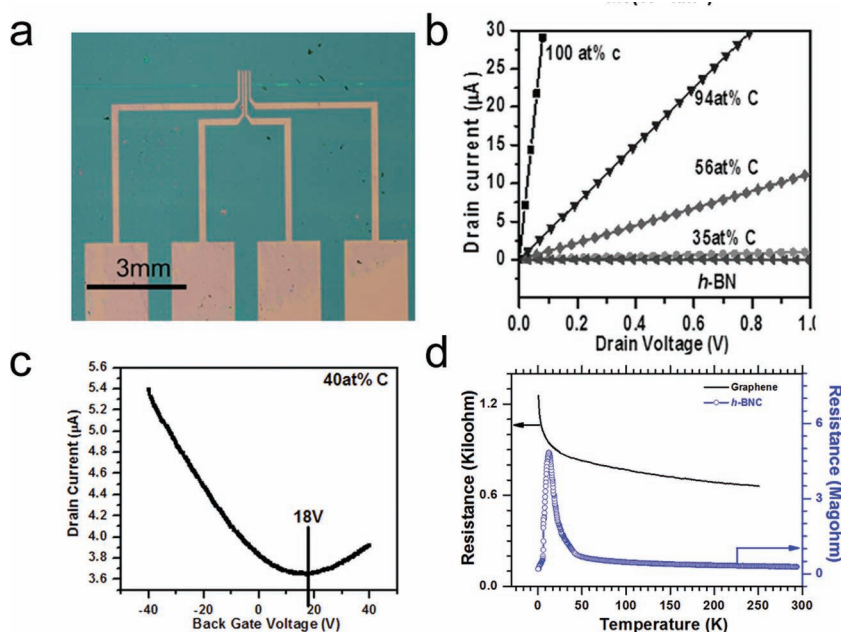 a
3mm
b
30
25
20
15
10
5
0
Drain current (µA)
100 at% c
94at% C
56at% C
35at% C
h-BN
0.0 0.2 0.4 0.6 0.8
Drain Voltage (V)
c
5.6
5.4
5.2
5.0
4.8
4.6
4.4
4.2
4.0
3.8
3.6
Drain Current (µA)
40at% C
18V
-40 -20 0 20 40
Back Gate Voltage (V)
d
1.2
0.6
0.0
Resistance (Kiloohm)
Graphene
h-BNC
6
3
0
Resistance (Magohm)
0 50 100 150 200 250 300
Temperature (K)